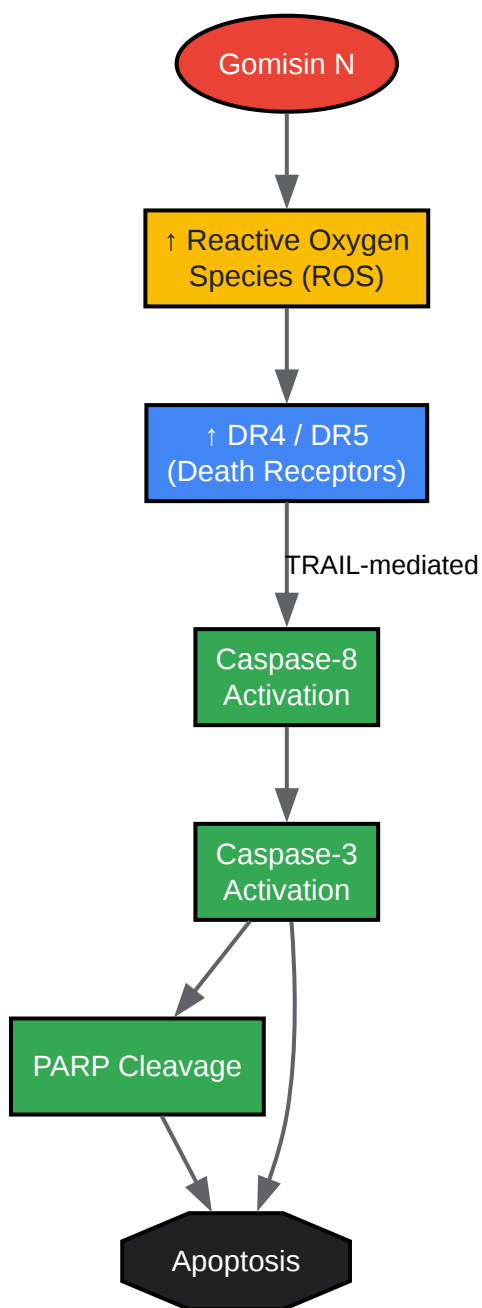 Gomisin N
↑ Reactive Oxygen
Species (ROS)
↑ DR4 / DR5
(Death Receptors)
TRAIL-mediated
Caspase-8
Activation
Caspase-3
Activation
PARP Cleavage
Apoptosis